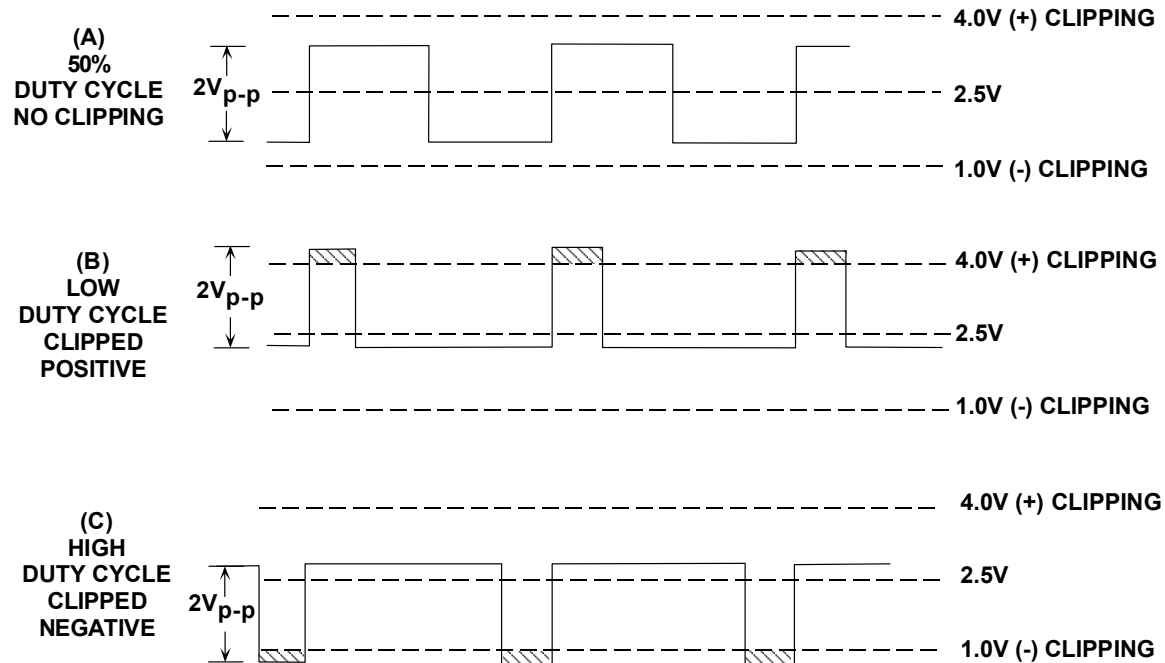 4.0V (+) CLIPPING
(A)
50%
DUTY CYCLE
NO CLIPPING
2Vp-p
2.5V
1.0V (-) CLIPPING
(B)
LOW
DUTY CYCLE
CLIPPED
POSITIVE
2Vp-p
4.0V (+) CLIPPING
2.5V
1.0V (-) CLIPPING
(C)
HIGH
DUTY CYCLE
CLIPPED
NEGATIVE
2Vp-p
4.0V (+) CLIPPING
2.5V
1.0V (-) CLIPPING